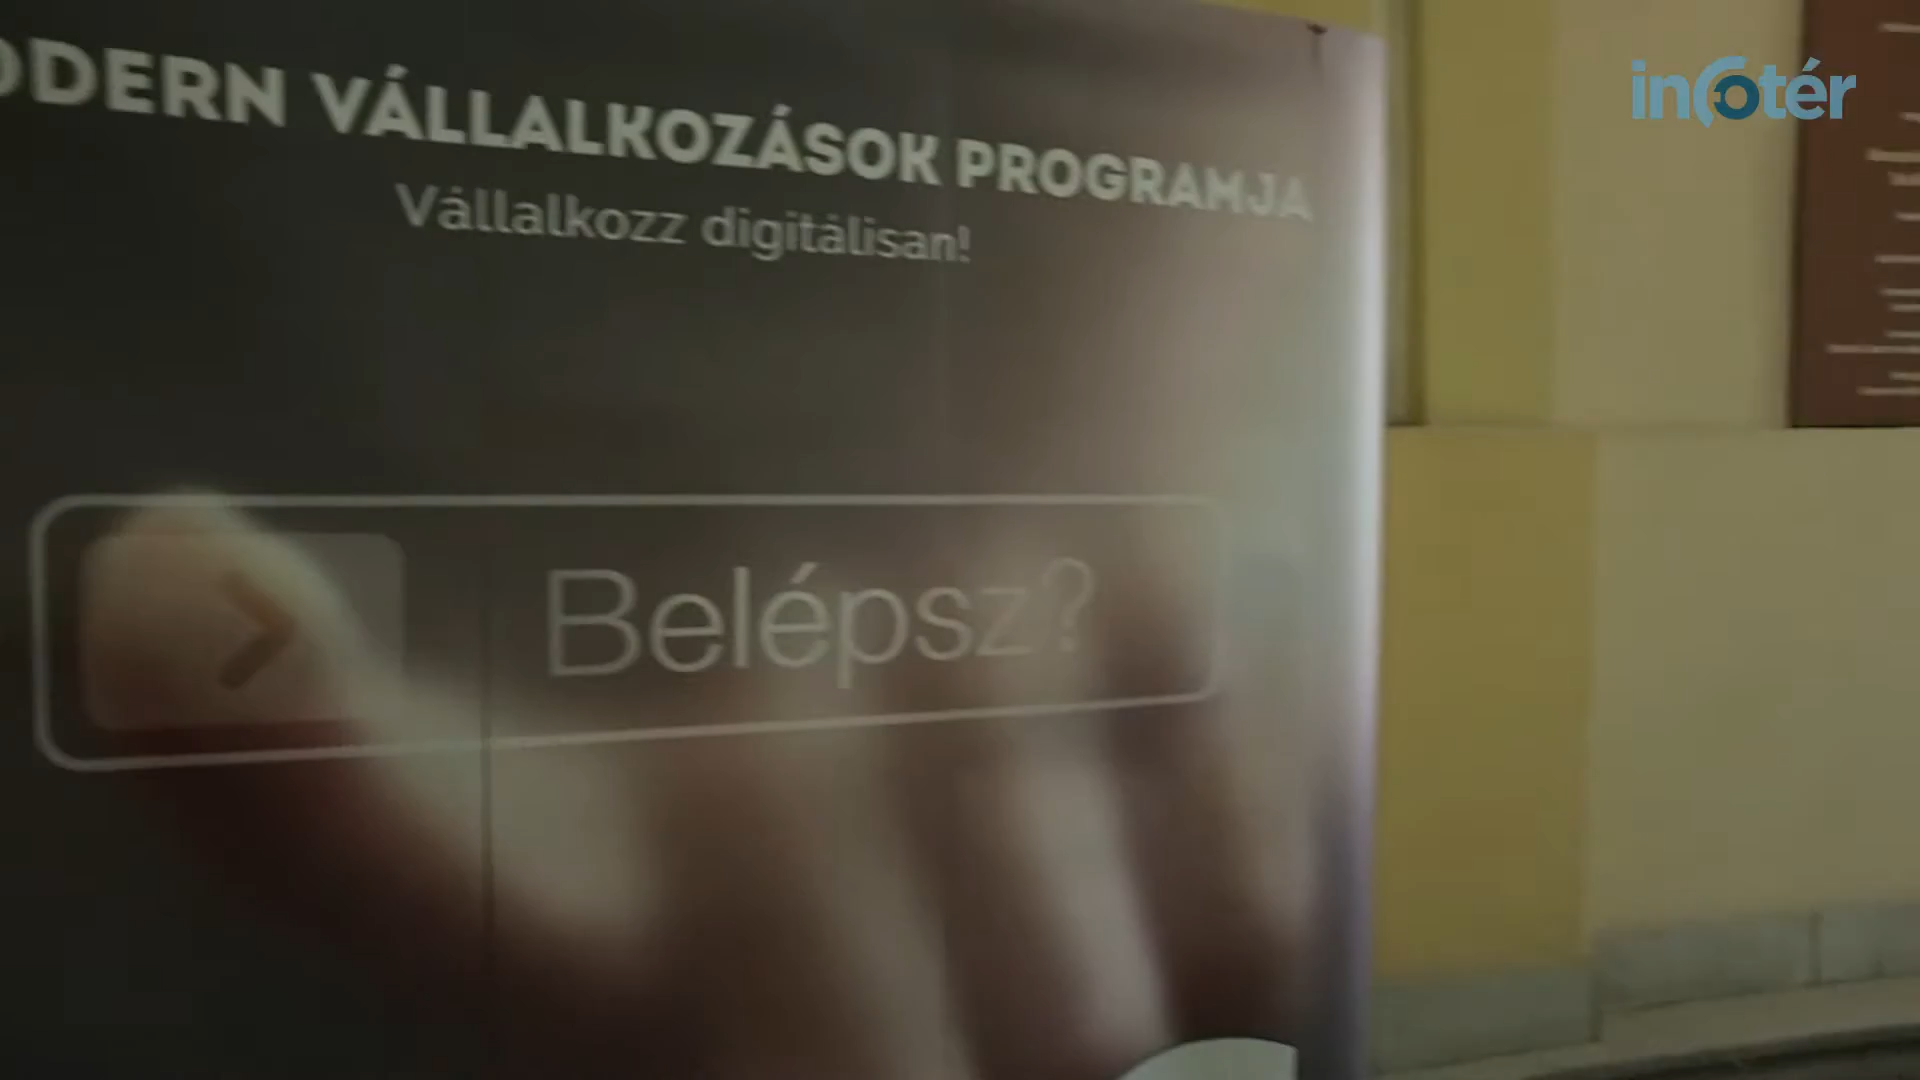 ODERN VÁLLALKOZÁSOK PROGRAMJA
Vállalkozz digitálisan!
Belépsz?
infotér